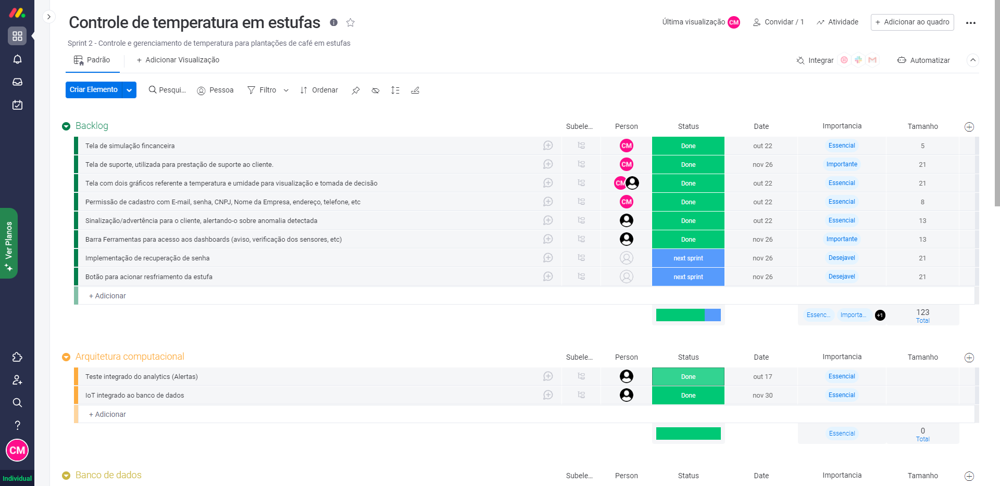 Controle de temperatura em estufas
Última visualização CM Convidar / 1 Atividade + Adicionar ao quadro
Sprint 2 - Controle e gerenciamento de temperatura para plantações de café em estufas
Padrão + Adicionar Visualização Integrar Automatizar
Criar Elemento Pesqui... Pessoa Filtro Ordenar
Backlog Subele... Person Status Date Importancia Tamanho
Tela de simulação fincanceira CM Done out 22 Essencial 5
Tela de suporte, utilizada para prestação de suporte ao cliente. CM Done nov 26 Importante 21
Tela com dois gráficos referente a temperatura e umidade para visualização e tomada de decisão CM Done out 22 Essencial 21
Permissão de cadastro com E-mail, senha, CNPJ, Nome da Empresa, endereço, telefone, etc CM Done out 22 Essencial 8
Sinalização/advertência para o cliente, alertando-o sobre anomalia detectada Done out 22 Essencial 13
Barra Ferramentas para acesso aos dashboards (aviso, verificação dos sensores, etc) Done nov 26 Importante 13
Implementação de recuperação de senha next sprint nov 26 Desejavel 21
Botão para acionar resfriamento da estufa next sprint nov 26 Desejavel 21
+ Adicionar
Essenc... Importa... +1 123
Total
Arquitetura computacional Subele... Person Status Date Importancia Tamanho
Teste integrado do analytics (Alertas) Done out 17 Essencial
IoT integrado ao banco de dados Done nov 30 Essencial
+ Adicionar
Essencial 0
Total
Banco de dados Subele... Person Status Date Importancia Tamanho
Ver Planos
CM
Individual